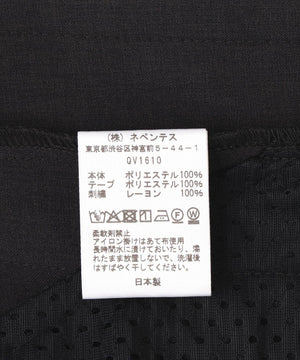 (株) ネペンテス
東京都渋谷区神宮前5-44-1
QV1610
本体 ポリエステル100%
テープ ポリエステル100%
刺繍 レーヨン 100%
柔軟剤禁止
アイロン掛けはあて布使用
長時間水に漬けておいたり、濡
れたまま放置しないで、洗濯後
はすばやく干してください。
日本製